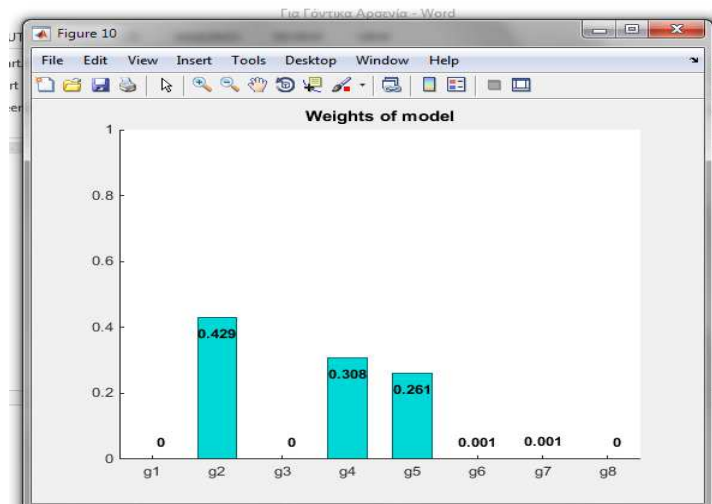 Για Γόντικα Αρσενία - Word
Figure 10
File Edit View Insert Tools Desktop Window Help
Weights of model
1
0.8
0.6
0.4
0.2
0
0 0.429 0 0.308 0.261 0.001 0.001 0
g1 g2 g3 g4 g5 g6 g7 g8